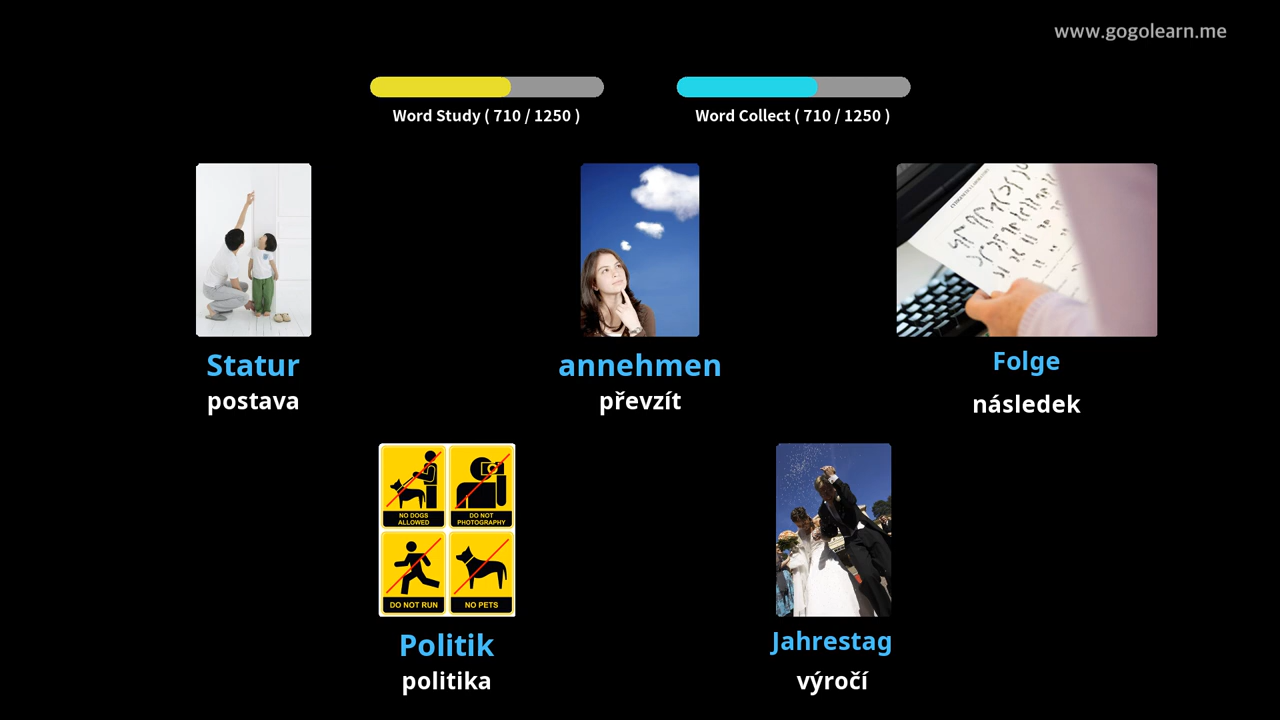 www.gogolearn.me
Word Study ( 710 / 1250 )
Word Collect ( 710 / 1250 )
Statur
postava
annehmen
převzít
Folge
následek
NO DOGS
ALLOWED
DO NOT
PHOTOGRAPHY
DO NOT RUN
NO PETS
Politik
politika
Jahrestag
výročí